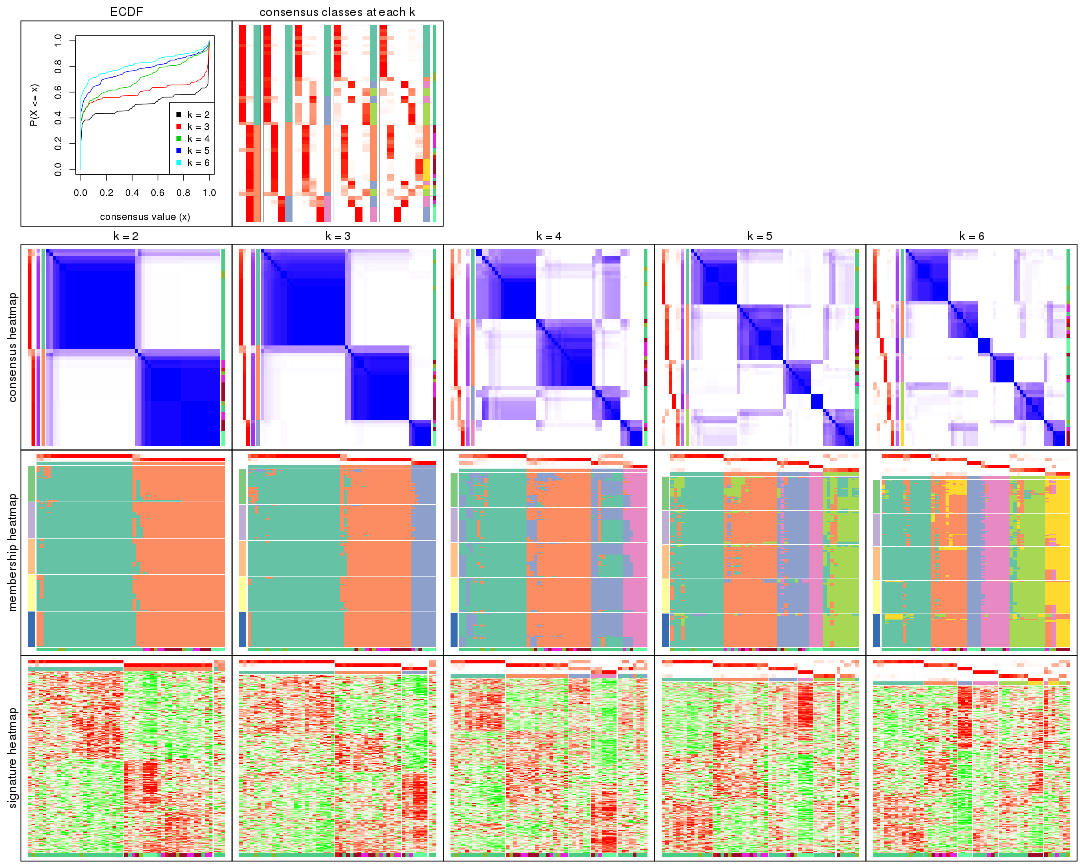 ECDF
consensus classes at each k
P(X <= x)
0.0 0.2 0.4 0.6 0.8 1.0
k = 2
k = 3
k = 4
k = 5
k = 6
0.0 0.2 0.4 0.6 0.8 1.0
consensus value (x)
k = 2 k = 3 k = 4 k = 5 k = 6
consensus heatmap
membership heatmap
signature heatmap